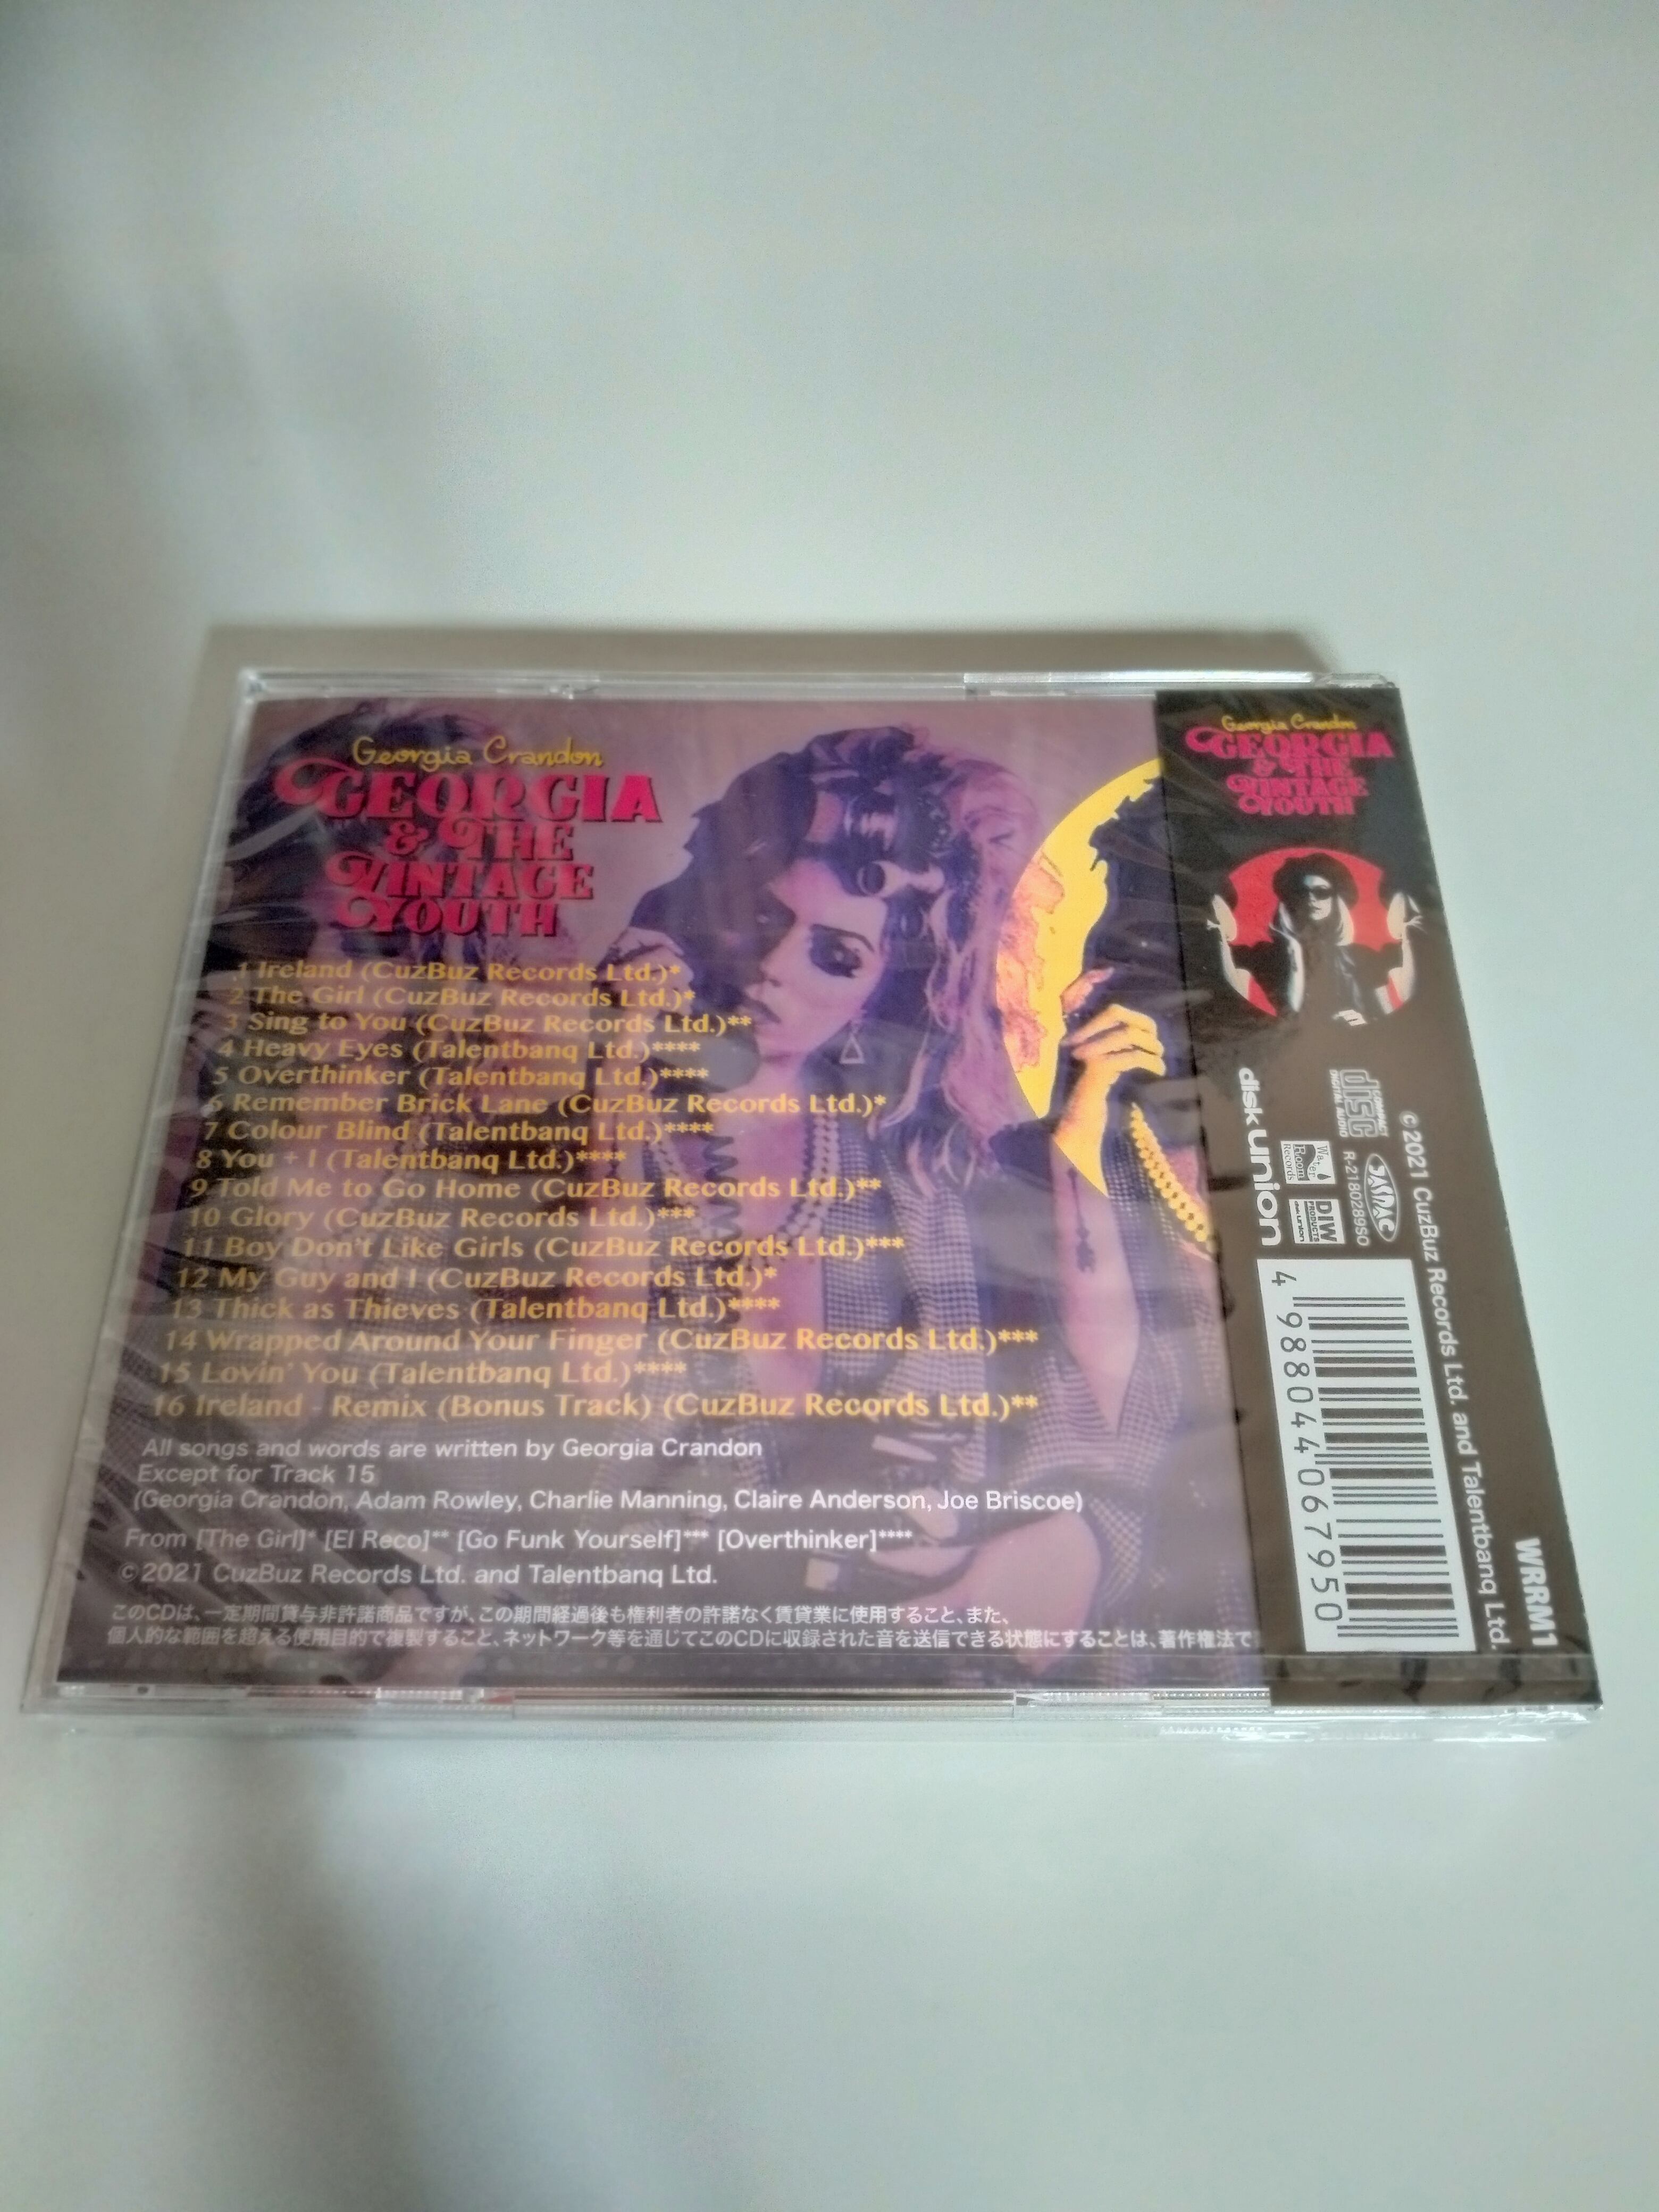 Georgia Crandon
GEORGIA
& THE
VINTAGE
YOUTH
1 Ireland (CuzBuz Records Ltd.)*
2 The Girl (CuzBuz Records Ltd.)*
3 Sing to You (CuzBuz Records Ltd.)**
4 Heavy Eyes (Talentbanq Ltd.)****
5 Overthinker (Talentbanq Ltd.)****
6 Remember Brick Lane (CuzBuz Records Ltd.)*
7 Colour Blind (Talentbanq Ltd.)****
8 You + I (Talentbanq Ltd.)****
9 Told Me to Go Home (CuzBuz Records Ltd.)**
10 Glory (CuzBuz Records Ltd.)***
11 Boy Don't Like Girls (CuzBuz Records Ltd.)***
12 My Guy and I (CuzBuz Records Ltd.)*
13 Thick as Thieves (Talentbanq Ltd.)****
14 Wrapped Around Your Finger (CuzBuz Records Ltd.)***
15 Lovin' You (Talentbanq Ltd.)****
16 Ireland - Remix (Bonus Track) (CuzBuz Records Ltd.)**
All songs and words are written by Georgia Crandon
Except for Track 15
(Georgia Crandon, Adam Rowley, Charlie Manning, Claire Anderson, Joe Briscoe)
From [The Girl]* [El Reco]** [Go Funk Yourself]*** [Overthinker]****
©2021 CuzBuz Records Ltd. and Talentbanq Ltd.
このCDは、一定期間貸与非許諾商品ですが、この期間経過後も権利者の許諾なく賃貸業に使用すること、また、
個人的な範囲を超える使用目的で複製すること、ネットワーク等を通じてこのCDに収録された音を送信できる状態にすることは、著作権法で
Georgia Crandon
GEORGIA
& THE
VINTAGE
YOUTH
WRRM1
©2021 CuzBuz Records Ltd. and Talentbanq Ltd.
COMPACT
disc
DIGITAL AUDIO
JASRAC
R-2180289SO
Water
Room
Records
DIW
PRODUCTS
disk union
disk union
4 988044 067950